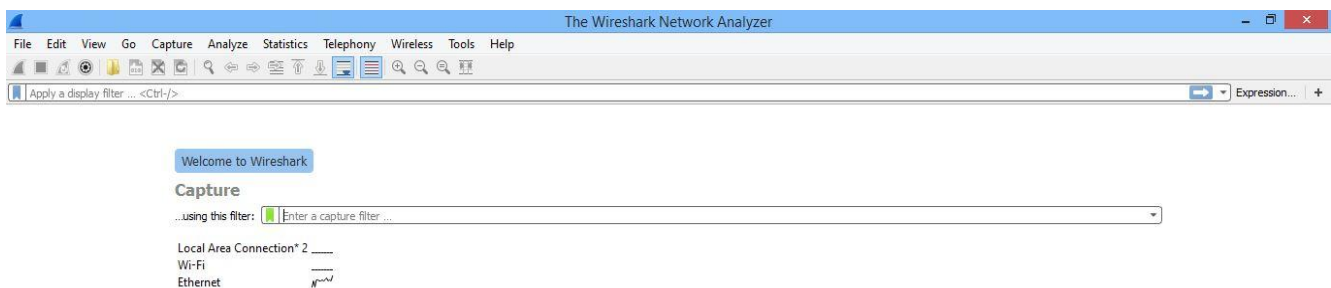 The Wireshark Network Analyzer
File Edit View Go Capture Analyze Statistics Telephony Wireless Tools Help
Apply a display filter ... <Ctrl-/> Expression... +
Welcome to Wireshark
Capture
...using this filter: Enter a capture filter ...
Local Area Connection* 2
Wi-Fi
Ethernet